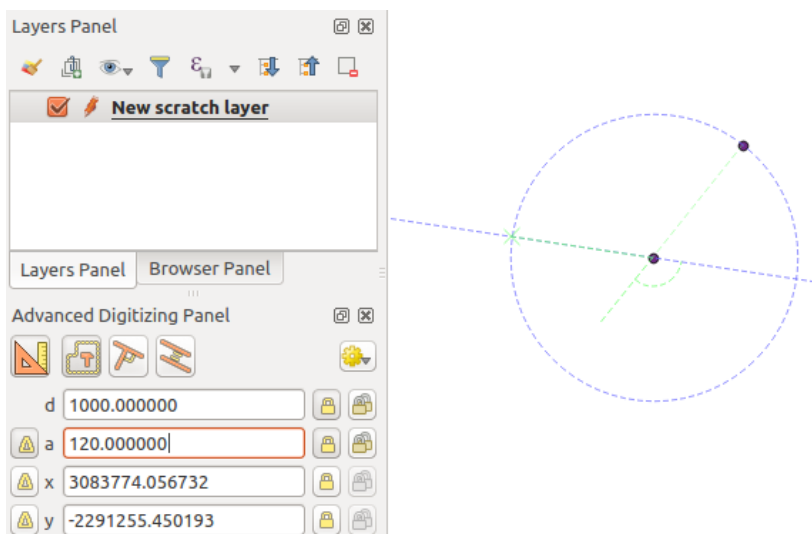 Layers Panel
New scratch layer
Layers Panel Browser Panel
Advanced Digitizing Panel
d 1000.000000
a 120.000000
x 3083774.056732
y -2291255.450193